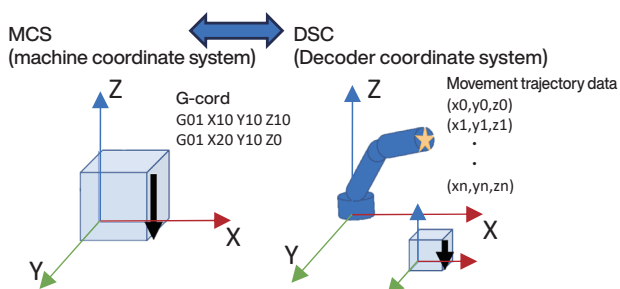 MCS
(machine coordinate system)
DSC
(Decoder coordinate system)
Z
G-cord
G01 X10 Y10 Z10
G01 X20 Y10 Z0
X
Y
Z
Movement trajectory data
(x0,y0,z0)
(x1,y1,z1)
.
.
(xn,yn,zn)
X
Y